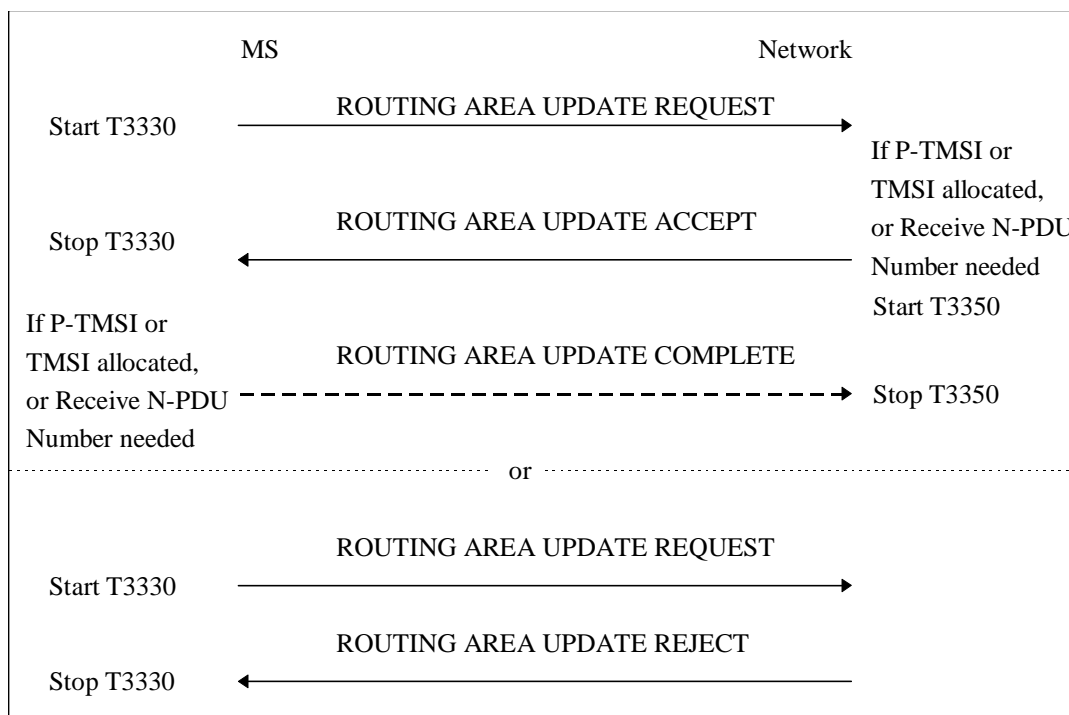 MS
Network
ROUTING AREA UPDATE REQUEST
Start T3330
If P-TMSI or
TMSI allocated,
or Receive N-PDU
Number needed
Start T3350
ROUTING AREA UPDATE ACCEPT
Stop T3330
If P-TMSI or
TMSI allocated,
or Receive N-PDU
Number needed
ROUTING AREA UPDATE COMPLETE
Stop T3350
or
ROUTING AREA UPDATE REQUEST
Start T3330
ROUTING AREA UPDATE REJECT
Stop T3330